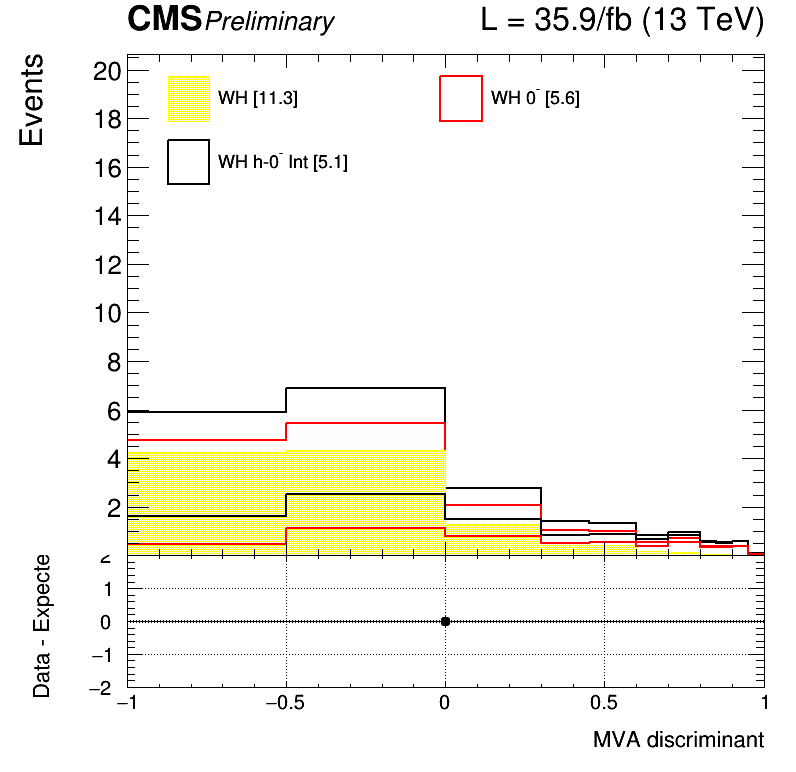 CMS Preliminary L = 35.9/fb (13 TeV)
Events
20
18
16
14
12
10
8
6
4
2
WH [11.3]
WH 0⁻ [5.6]
WH h-0⁻ Int [5.1]
Data - Expecte
2
1
0
−1
−2
−1 −0.5 0 0.5 1
MVA discriminant